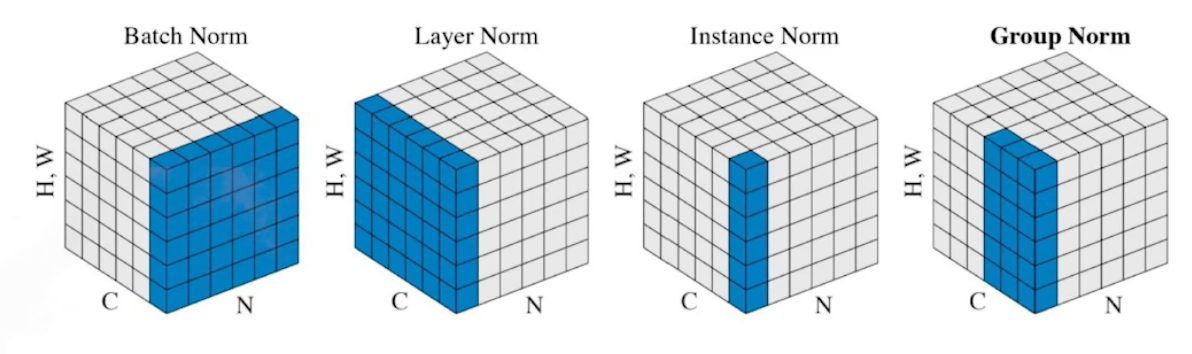 Batch Norm
Layer Norm
Instance Norm
Group Norm
H, W
C
N
H, W
C
N
H, W
C
N
H, W
C
N